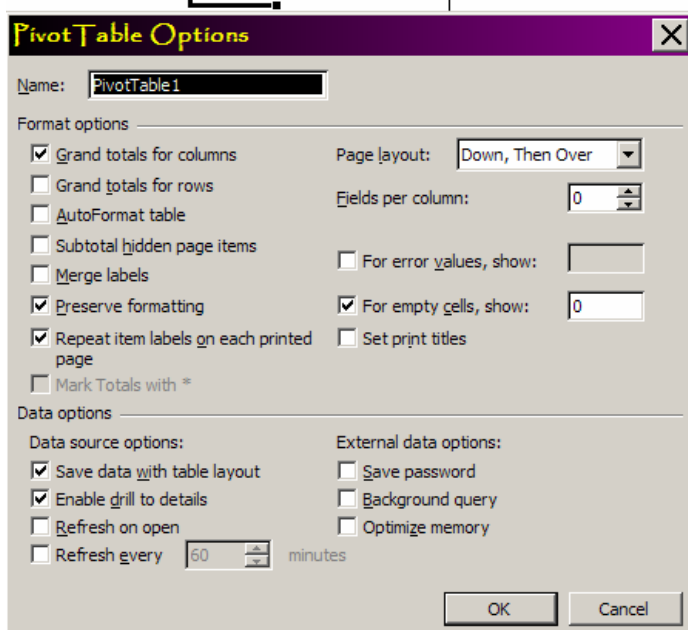 PivotTable Options
Name: PivotTable1
Format options
Grand totals for columns
Page layout: Down, Then Over
Grand totals for rows
Fields per column: 0
AutoFormat table
Subtotal hidden page items
For error values, show:
Merge labels
Preserve formatting
For empty cells, show: 0
Repeat item labels on each printed
page
Set print titles
Mark Totals with *
Data options
Data source options:
External data options:
Save data with table layout
Save password
Enable drill to details
Background query
Refresh on open
Optimize memory
Refresh every 60 minutes
OK
Cancel